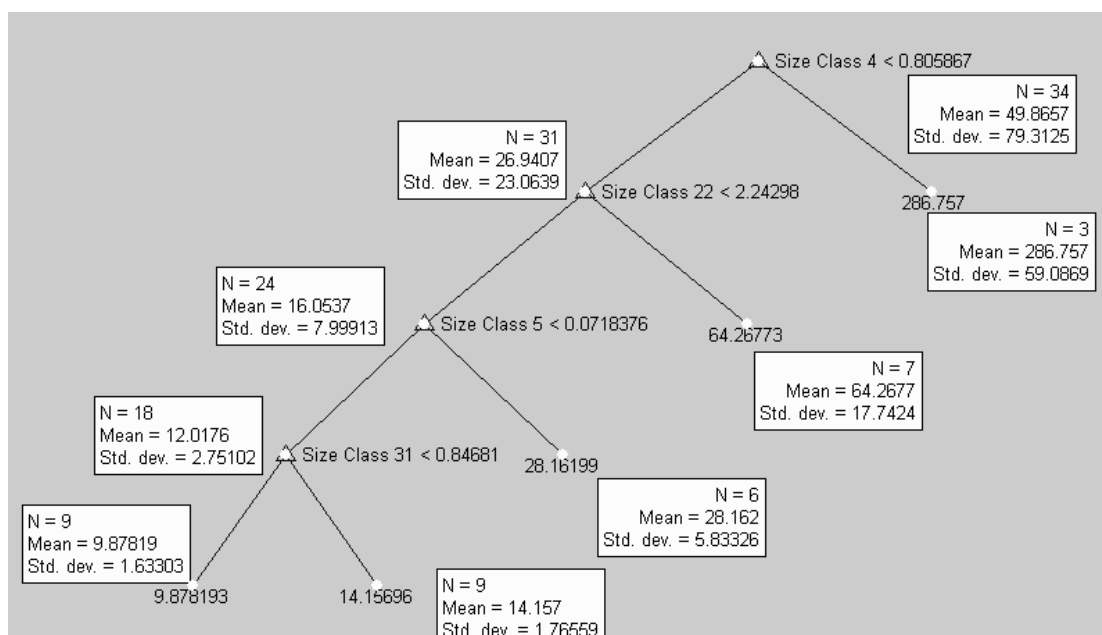 Size Class 4 < 0.805867
N = 34
Mean = 49.8657
Std. dev. = 79.3125
N = 31
Mean = 26.9407
Std. dev. = 23.0639
Size Class 22 < 2.24298
286.757
N = 3
Mean = 286.757
Std. dev. = 59.0869
N = 24
Mean = 16.0537
Std. dev. = 7.99913
Size Class 5 < 0.0718376
64.26773
N = 7
Mean = 64.2677
Std. dev. = 17.7424
N = 18
Mean = 12.0176
Std. dev. = 2.75102
Size Class 31 < 0.84681
28.16199
N = 6
Mean = 28.162
Std. dev. = 5.83326
N = 9
Mean = 9.87819
Std. dev. = 1.63303
9.878193
14.15696
N = 9
Mean = 14.157
Std. dev. = 1.76559